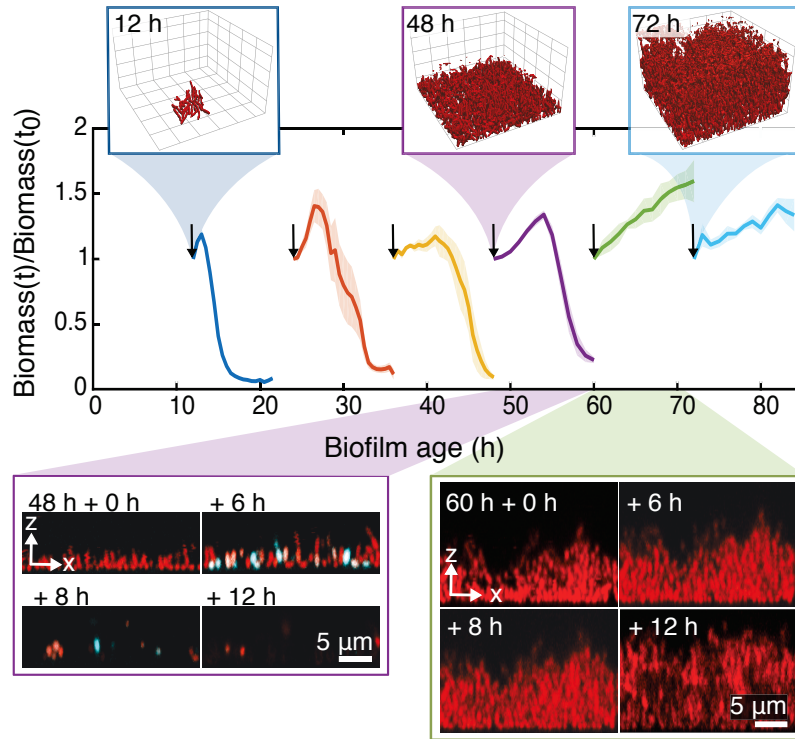 12 h
48 h
72 h
Biomass(t)/Biomass(t0)
2
1.5
1
0.5
0
0 10 20 30 40 50 60 70 80
Biofilm age (h)
48 h + 0 h
+ 6 h
z
x
+ 8 h
+ 12 h
5 µm
60 h + 0 h
+ 6 h
z
x
+ 8 h
+ 12 h
5 µm